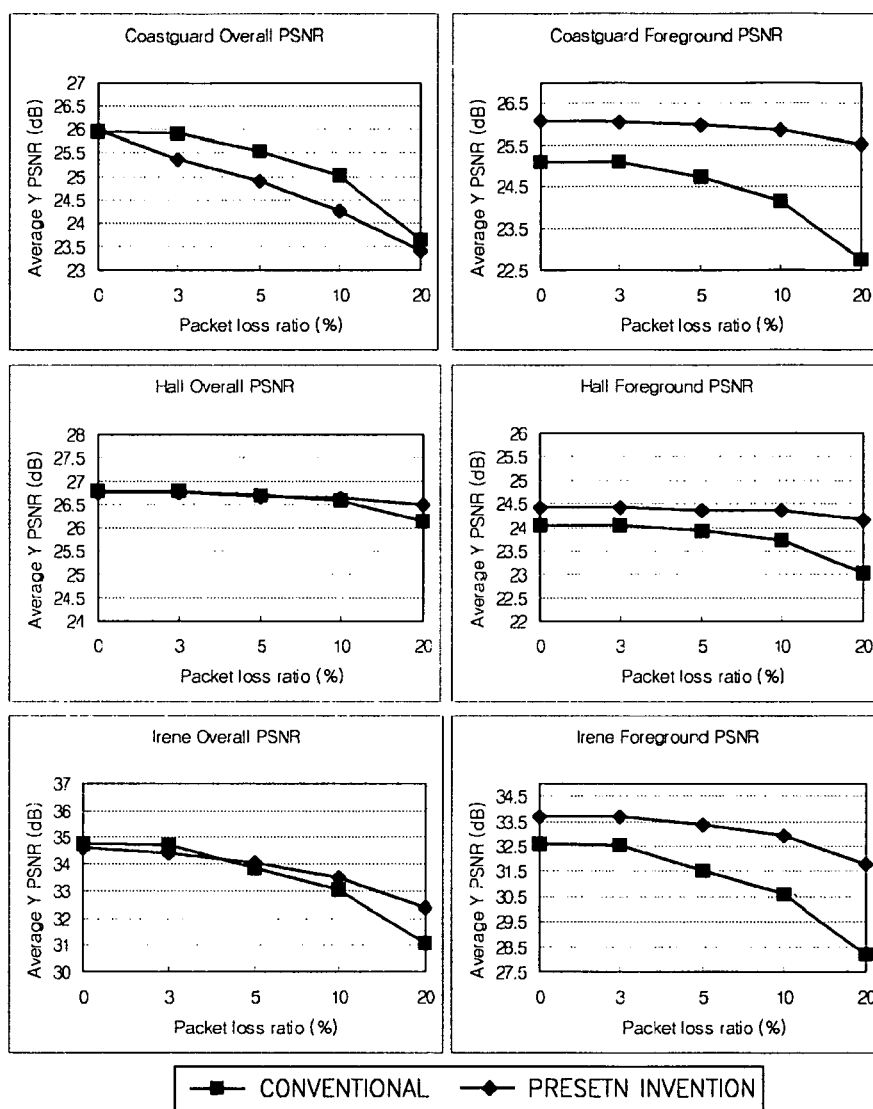 Coastguard Overall PSNR
Average Y PSNR (dB)
27
26.5
26
25.5
25
24.5
24
23.5
23
0 3 5 10 20
Packet loss ratio (%)
Coastguard Foreground PSNR
Average Y PSNR (dB)
26.5
25.5
24.5
23.5
22.5
0 3 5 10 20
Packet loss ratio (%)
Hall Overall PSNR
Average Y PSNR (dB)
28
27.5
27
26.5
26
25.5
25
24.5
24
0 3 5 10 20
Packet loss ratio (%)
Hall Foreground PSNR
Average Y PSNR (dB)
26
25.5
25
24.5
24
23.5
23
22.5
22
0 3 5 10 20
Packet loss ratio (%)
Irene Overall PSNR
Average Y PSNR (dB)
37
36
35
34
33
32
31
30
0 3 5 10 20
Packet loss ratio (%)
Irene Foreground PSNR
Average Y PSNR (dB)
34.5
33.5
32.5
31.5
30.5
29.5
28.5
27.5
0 3 5 10 20
Packet loss ratio (%)
CONVENTIONAL PRESETN INVENTION